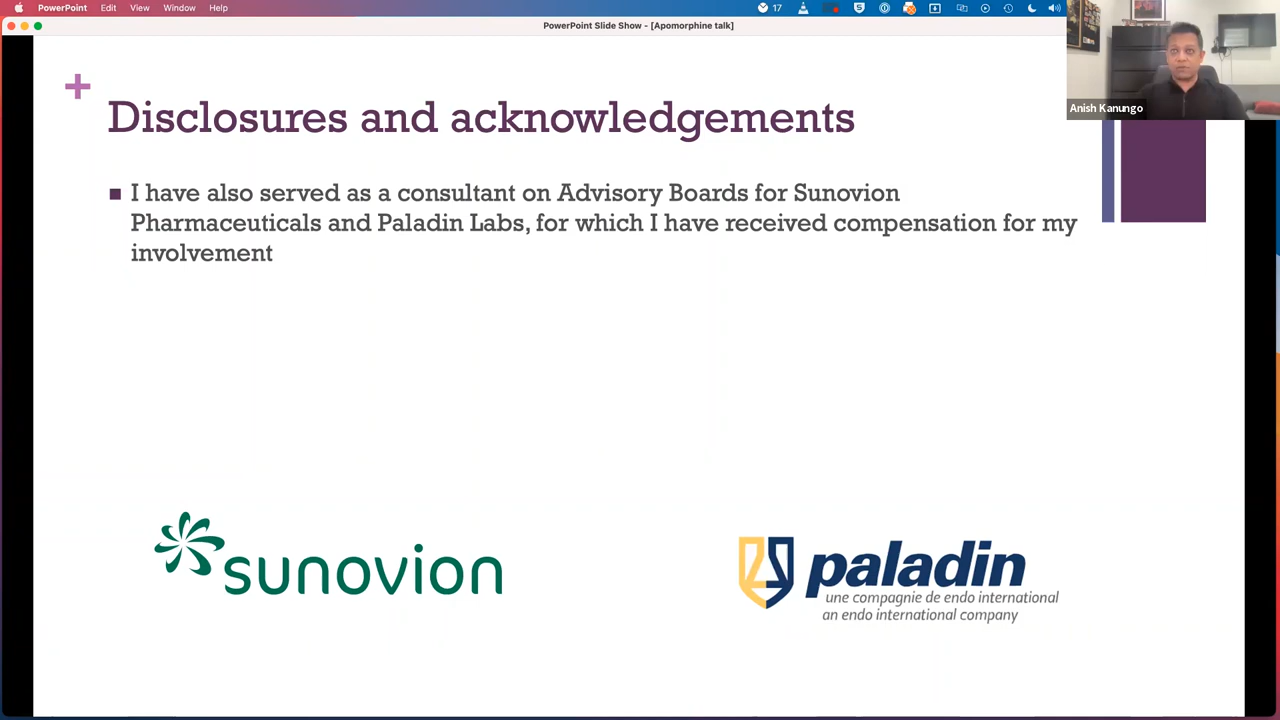 PowerPoint Edit View Window Help
17
PowerPoint Slide Show - [Apomorphine talk]
Anish Kanungo
+
Disclosures and acknowledgements
■ I have also served as a consultant on Advisory Boards for Sunovion
Pharmaceuticals and Paladin Labs, for which I have received compensation for my
involvement
sunovion
paladin
une compagnie de endo international
an endo international company